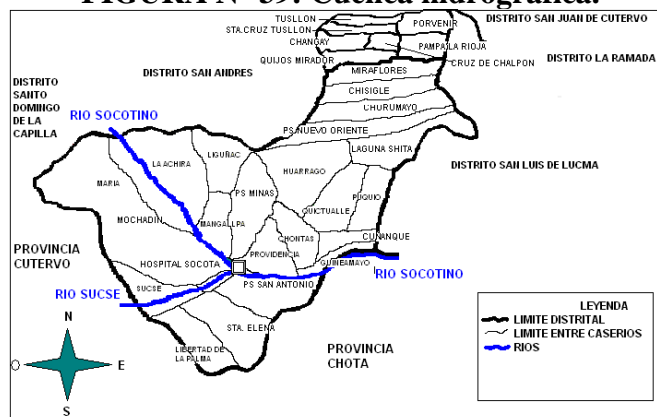 FIGURA Nº 39: Cuenca hidrográfica.
TUSLLON
DISTRITO SAN JUAN DE CUTERVO
STA.CRUZ TUSLLON
PORVENIR
CHANGAY
PAMPA LA RIOJA
DISTRITO LA RAMADA
QUIJOS MIRADOR
CRUZ DE CHALPON
DISTRITO SAN ANDRES
MIRAFLORES
DISTRITO
SANTO
DOMINGO
DE LA
CAPILLA
CHISIGLE
CHURUMAYO
RIO SOCOTINO
PS NUEVO ORIENTE
LAGUNA SHITA
LIGUÑAC
LA ACHIRA
HUARRAGO
DISTRITO SAN LUIS DE LUCMA
MARIA
PS MINAS
PUQUIO
QUICTUALLE
MOCHADIN
MANGALLPA
CHONTAS
CUÑANQUE
PROVINCIA
CUTERVO
PROVIDENCIA
HOSPITAL SOCOTA
GUINEAMAYO
RIO SOCOTINO
SUCSE
PS SAN ANTONIO
RIO SUCSE
STA. ELENA
LIBERTAD DE
LA PALMA
PROVINCIA
CHOTA
LEYENDA
LIMITE DISTRITAL
LIMITE ENTRE CASERIOS
RIOS
N
O
E
S